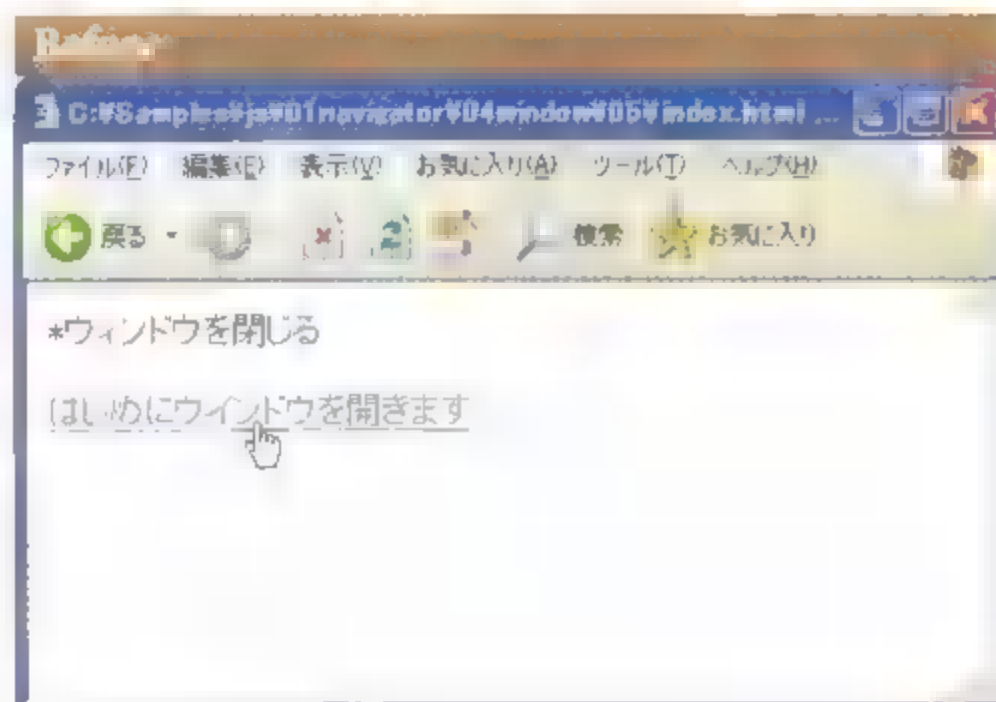 Before
C:¥Samples¥js¥01navigator¥04window¥05¥index.html ...
ファイル(F) 編集(E) 表示(V) お気に入り(A) ツール(T) ヘルプ(H)
戻る 検索 お気に入り
*ウィンドウを閉じる
はじめにウインドウを開きます